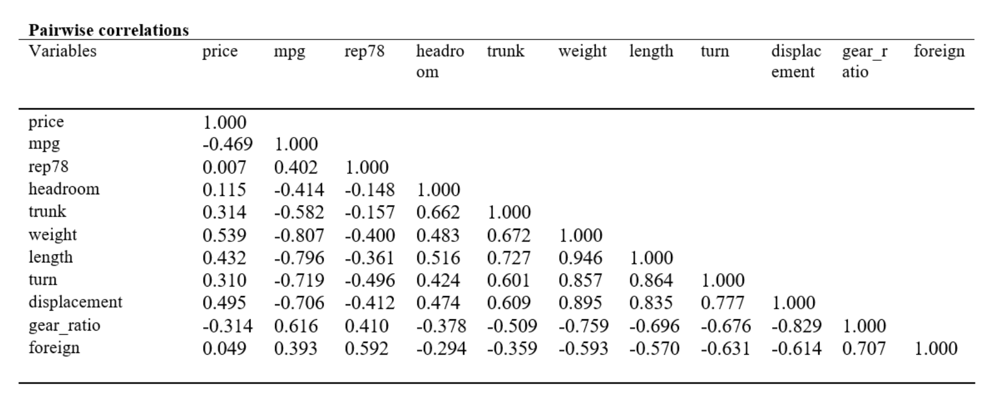 Pairwise correlations
Variables price mpg rep78 headro trunk weight length turn displac gear_r foreign
om ement atio
price 1.000
mpg -0.469 1.000
rep78 0.007 0.402 1.000
headroom 0.115 -0.414 -0.148 1.000
trunk 0.314 -0.582 -0.157 0.662 1.000
weight 0.539 -0.807 -0.400 0.483 0.672 1.000
length 0.432 -0.796 -0.361 0.516 0.727 0.946 1.000
turn 0.310 -0.719 -0.496 0.424 0.601 0.857 0.864 1.000
displacement 0.495 -0.706 -0.412 0.474 0.609 0.895 0.835 0.777 1.000
gear_ratio -0.314 0.616 0.410 -0.378 -0.509 -0.759 -0.696 -0.676 -0.829 1.000
foreign 0.049 0.393 0.592 -0.294 -0.359 -0.593 -0.570 -0.631 -0.614 0.707 1.000